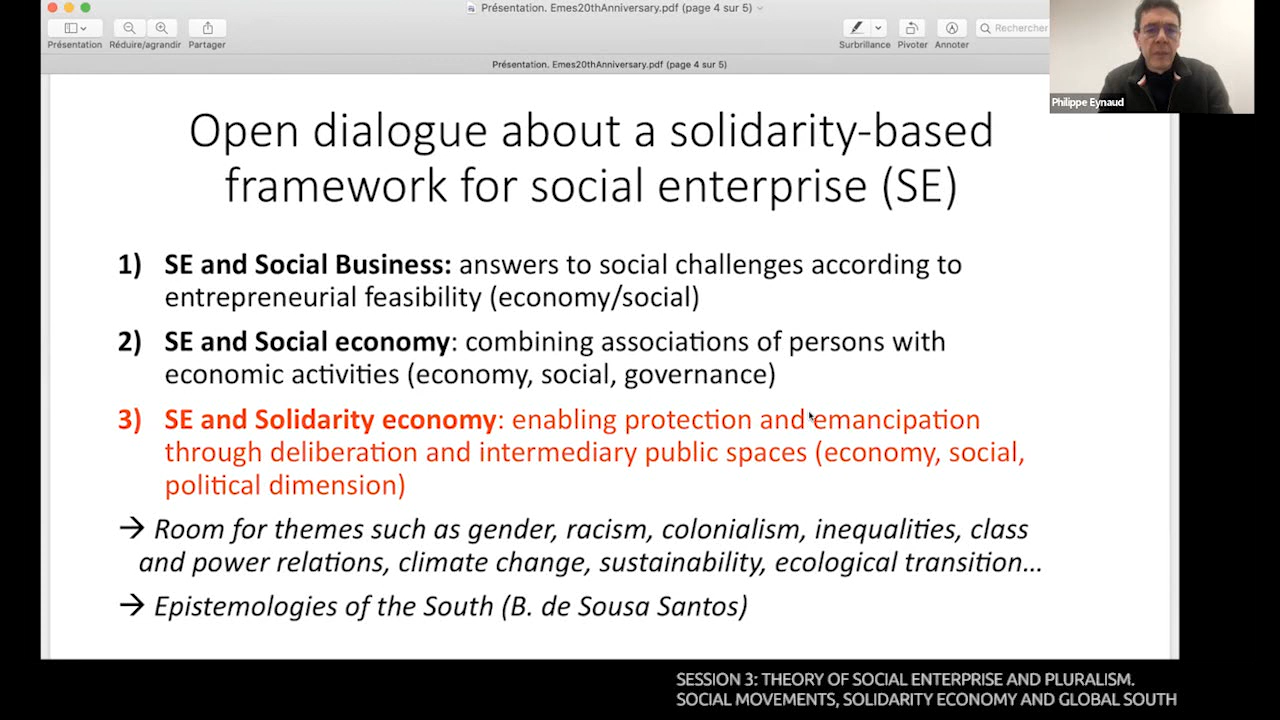 Présentation. Emes20thAnniversary.pdf (page 4 sur 5)
Présentation
Réduire/agrandir
Partager
Surbrillance
Pivoter
Annoter
Rechercher
Présentation. Emes20thAnniversary.pdf (page 4 sur 5)
Philippe Eynaud
Open dialogue about a solidarity-based
framework for social enterprise (SE)
1) SE and Social Business: answers to social challenges according to
entrepreneurial feasibility (economy/social)
2) SE and Social economy: combining associations of persons with
economic activities (economy, social, governance)
3) SE and Solidarity economy: enabling protection and emancipation
through deliberation and intermediary public spaces (economy, social,
political dimension)
→ Room for themes such as gender, racism, colonialism, inequalities, class
and power relations, climate change, sustainability, ecological transition...
→ Epistemologies of the South (B. de Sousa Santos)
SESSION 3: THEORY OF SOCIAL ENTERPRISE AND PLURALISM.
SOCIAL MOVEMENTS, SOLIDARITY ECONOMY AND GLOBAL SOUTH